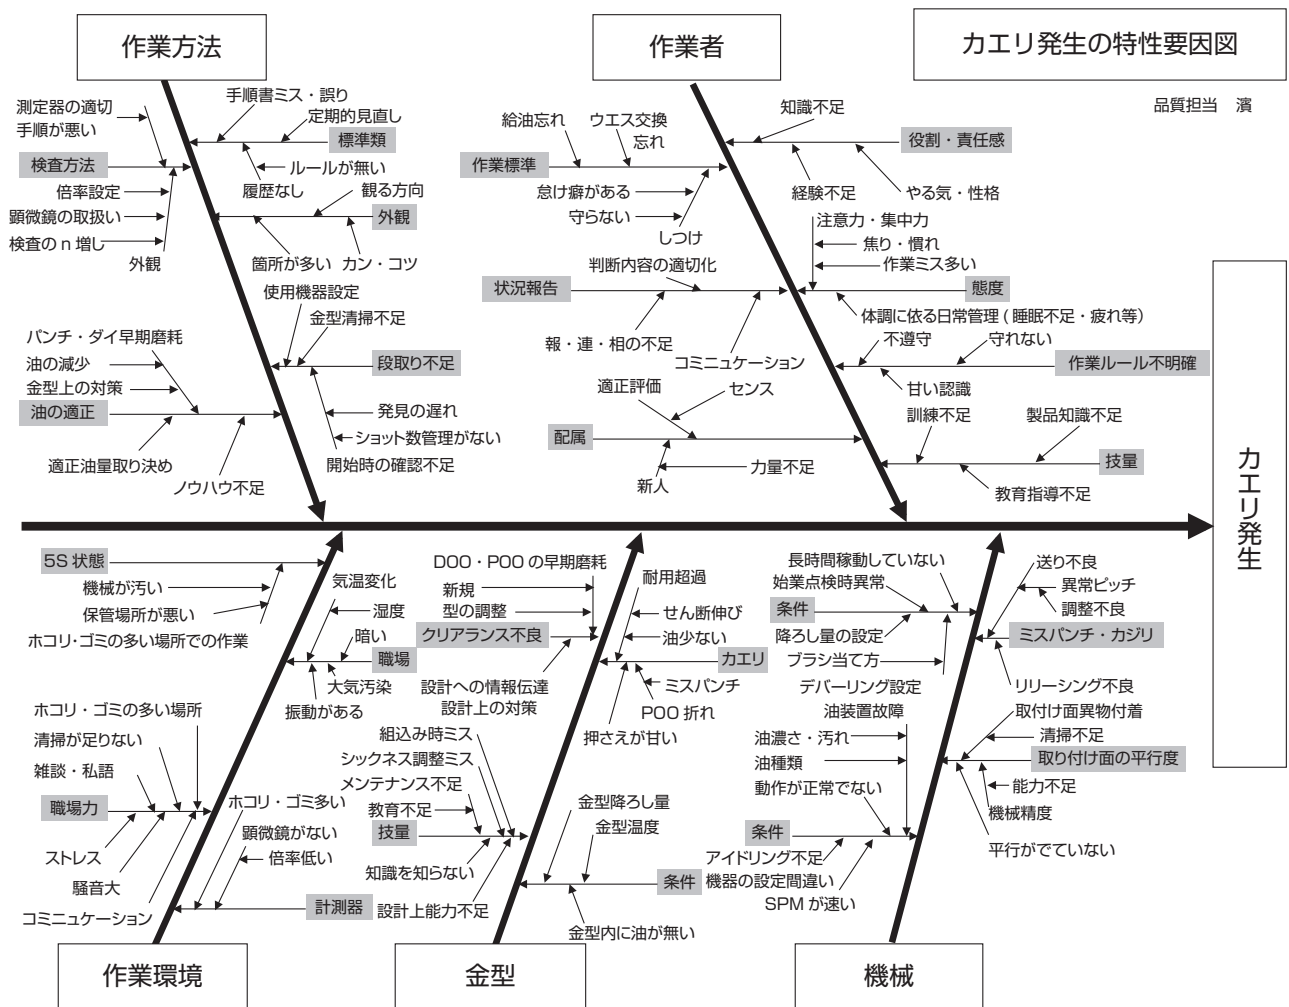 作業方法
作業者
カエリ発生の特性要因図
品質担当　濱
測定器の適切
手順が悪い
検査方法
倍率設定
顕微鏡の取扱い
検査の n 増し
外観
手順書ミス・誤り
定期的見直し
標準類
ルールが無い
履歴なし
観る方向
外観
箇所が多い
カン・コツ
使用機器設定
金型清掃不足
段取り不足
発見の遅れ
ショット数管理がない
開始時の確認不足
パンチ・ダイ早期磨耗
油の減少
金型上の対策
油の適正
適正油量取り決め
ノウハウ不足
給油忘れ
ウエス交換
忘れ
作業標準
怠け癖がある
守らない
しつけ
知識不足
役割・責任感
経験不足
やる気・性格
注意力・集中力
焦り・慣れ
作業ミス多い
態度
体調に依る日常管理 ( 睡眠不足・疲れ等 )
判断内容の適切化
状況報告
報・連・相の不足
コミニュケーション
不遵守
守れない
作業ルール不明確
甘い認識
適正評価
センス
配属
新人
力量不足
訓練不足
製品知識不足
技量
教育指導不足
カエリ発生
5S 状態
機械が汚い
保管場所が悪い
ホコリ・ゴミの多い場所での作業
気温変化
湿度
暗い
職場
大気汚染
振動がある
ホコリ・ゴミの多い場所
清掃が足りない
雑談・私語
職場力
ストレス
騒音大
コミニュケーション
ホコリ・ゴミ多い
顕微鏡がない
倍率低い
計測器
作業環境
DOO・POO の早期磨耗
新規
型の調整
クリアランス不良
設計への情報伝達
設計上の対策
耐用超過
せん断伸び
油少ない
カエリ
ミスパンチ
POO 折れ
押さえが甘い
組込み時ミス
シックネス調整ミス
メンテナンス不足
教育不足
技量
知識を知らない
設計上能力不足
金型降ろし量
金型温度
条件
金型内に油が無い
金型
長時間稼動していない
始業点検時異常
条件
降ろし量の設定
ブラシ当て方
デバーリング設定
送り不良
異常ピッチ
調整不良
ミスパンチ・カジリ
リリーシング不良
取付け面異物付着
清掃不足
取り付け面の平行度
能力不足
機械精度
平行がでていない
油装置故障
油濃さ・汚れ
油種類
動作が正常でない
条件
アイドリング不足
機器の設定間違い
SPM が速い
機械